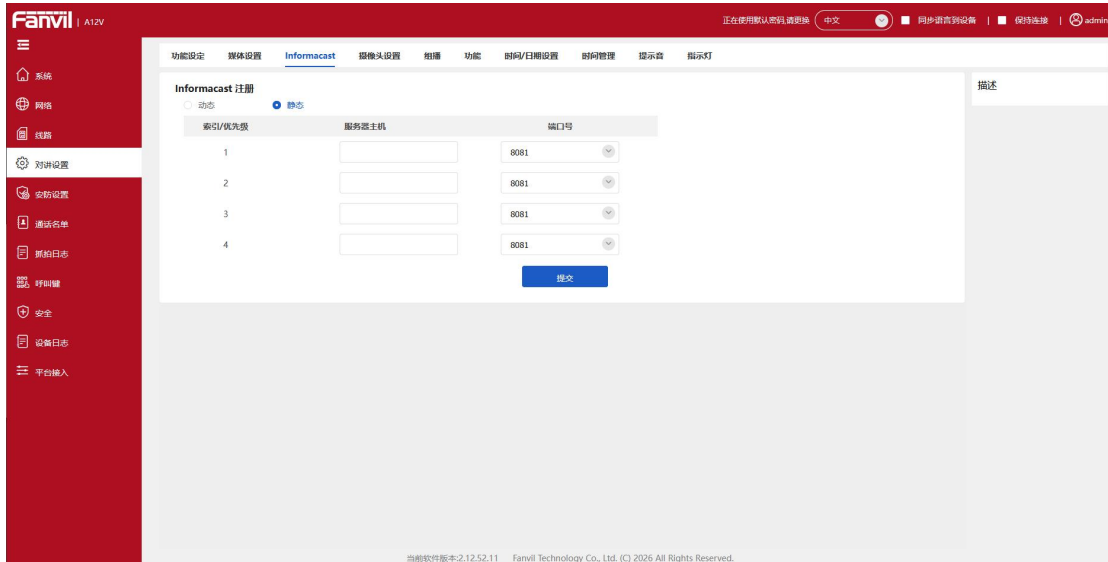 Fanvil | A12V 正在使用默认密码,请更换 中文 同步语言到设备 | 保持连接 | admin
功能设定 媒体设置 Informacast 摄像头设置 组播 功能 时间/日期设置 时间管理 提示音 指示灯
系统
网络
线路
对讲设置
安防设置
通话名单
抓拍日志
呼叫键
安全
设备日志
平台接入
Informacast 注册
动态 静态
索引/优先级 服务器主机 端口号
1 8081
2 8081
3 8081
4 8081
提交
描述
当前软件版本:2.12.52.11 Fanvil Technology Co., Ltd. (C) 2026 All Rights Reserved.